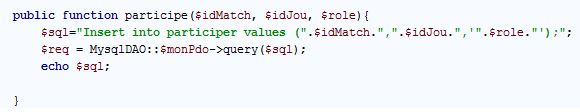 public function participe($idMatch, $idJou, $role){
$sql="Insert into participer values (".$idMatch.",".$idJou.",'".$role."');";
$req = MysqlDAO::$monPdo->query($sql);
echo $sql;
}